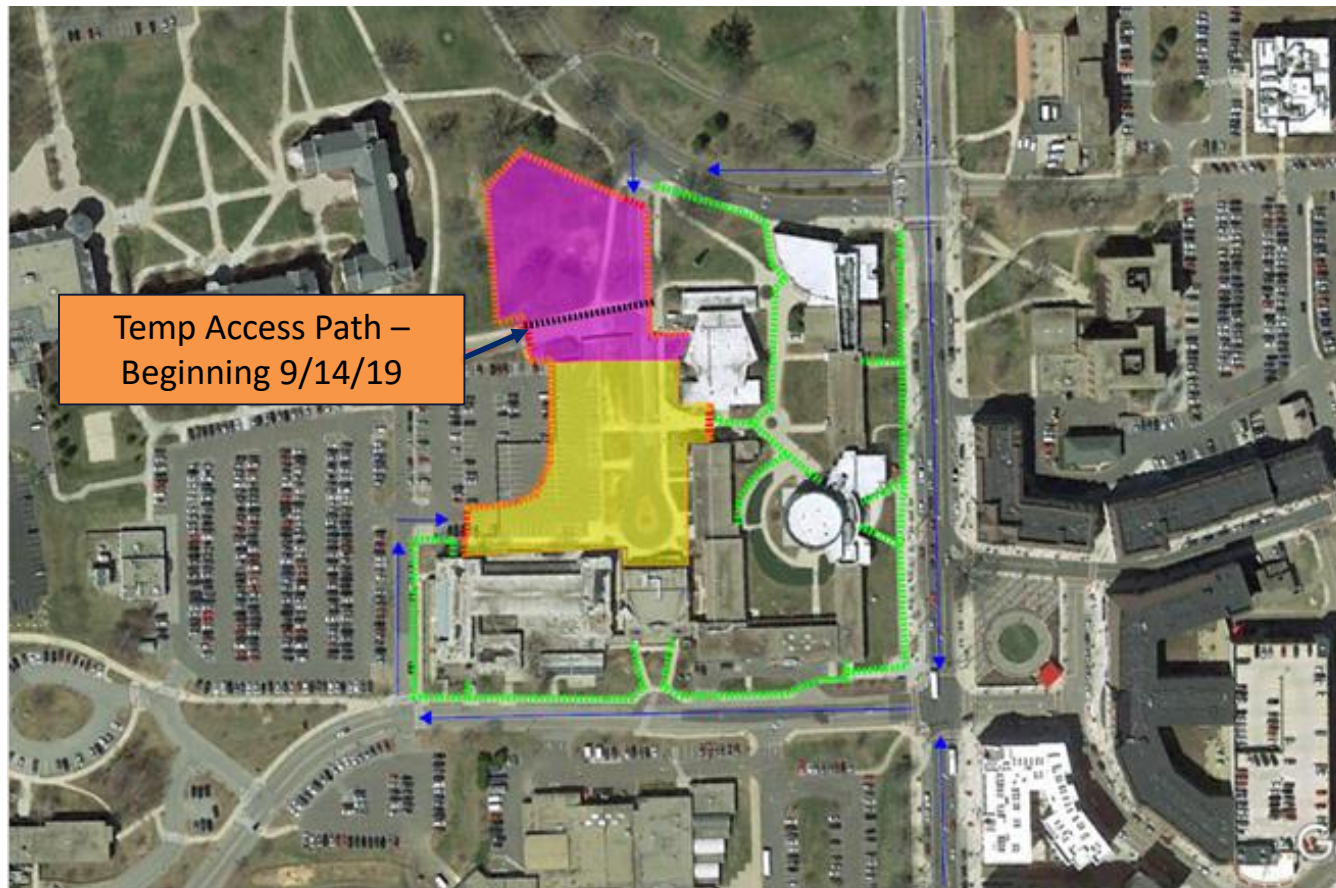 Temp Access Path –
Beginning 9/14/19
G